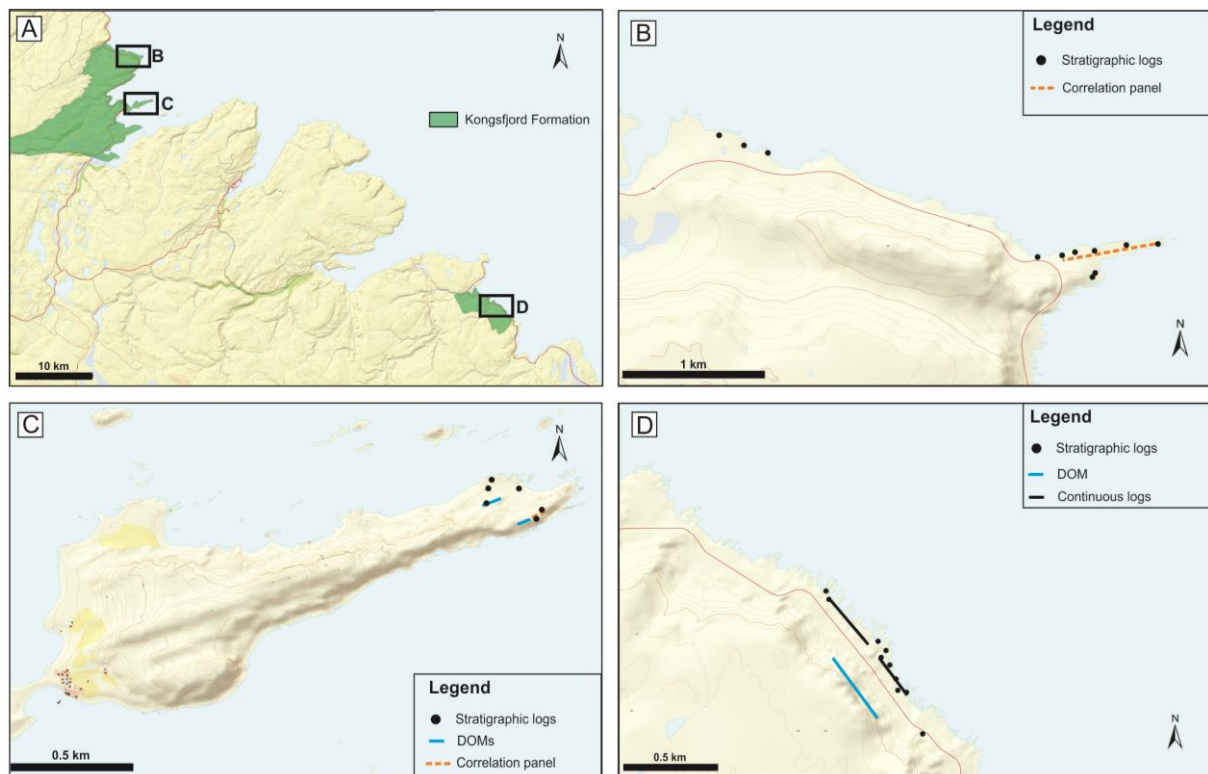 A
B
C
D
N
Kongsfjord Formation
10 km
B
Legend
Stratigraphic logs
Correlation panel
N
1 km
C
N
Legend
Stratigraphic logs
DOMs
Correlation panel
0.5 km
D
Legend
Stratigraphic logs
DOM
Continuous logs
N
0.5 km